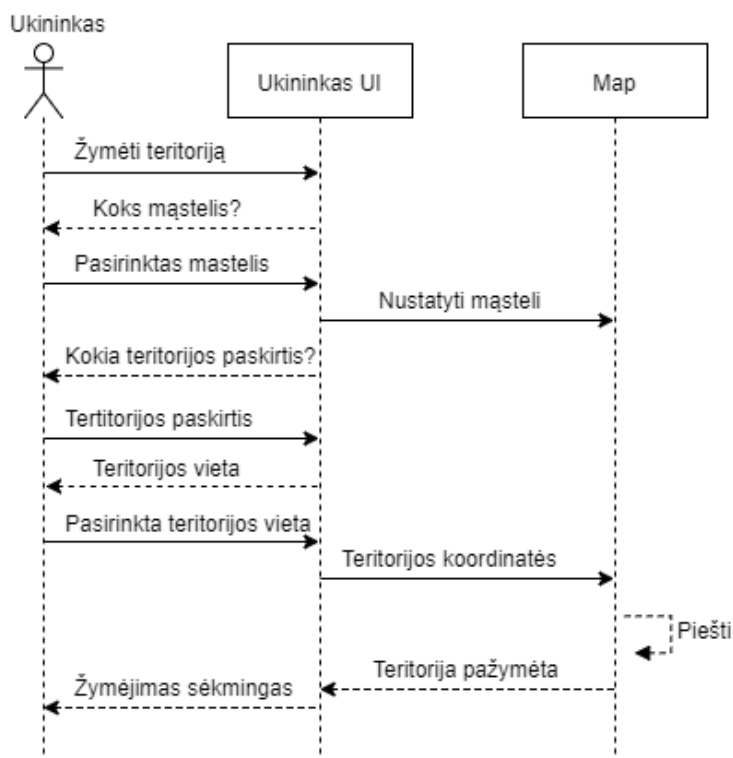 Ukininkas
Ukininkas UI
Map
Žymėti teritoriją
Koks mąstelis?
Pasirinktas mastelis
Nustatyti mąsteli
Kokia teritorijos paskirtis?
Tertitorijos paskirtis
Teritorijos vieta
Pasirinkta teritorijos vieta
Teritorijos koordinatės
Piešti
Teritorija pažymėta
Žymėjimas sėkmingas